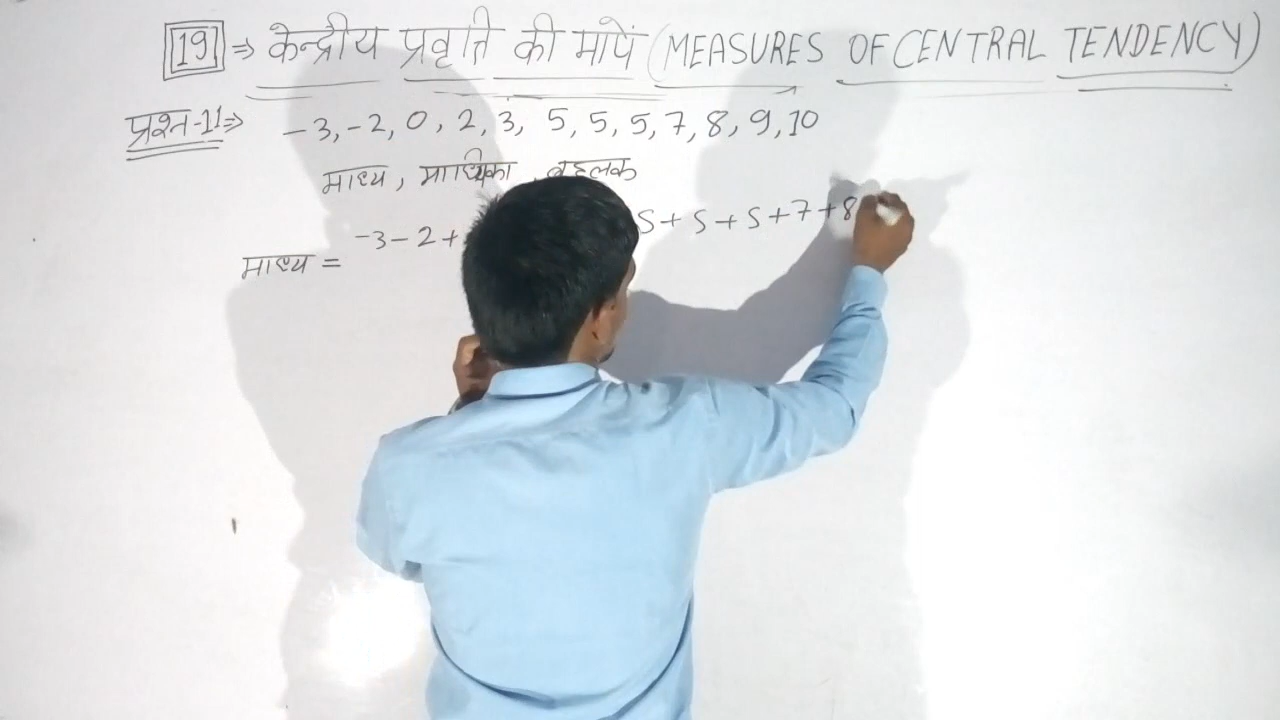 19 ⇒ केन्द्रीय प्रवृति की मापें (MEASURES OF CENTRAL TENDENCY)
प्रश्न-11⇒ -3, -2, 0, 2, 3, 5, 5, 5, 7, 8, 9, 10
माध्य, माध्यिका, बहुलक
माध्य = -3-2+ 5+5+5+7+8